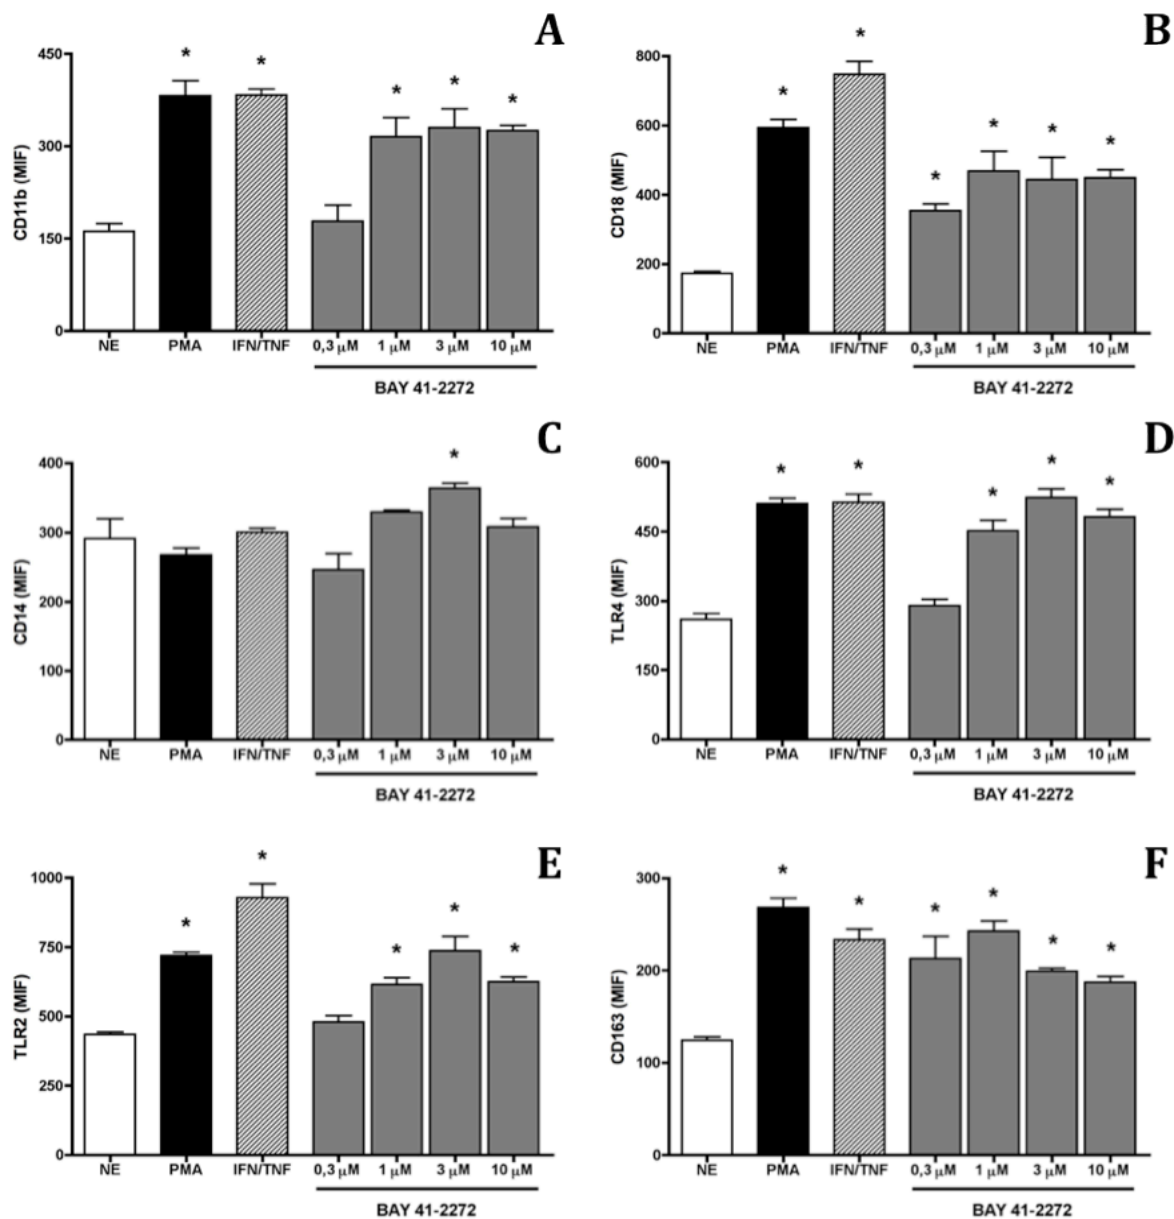 A
CD11b (MIF)
450
300
150
0
* * * * *
NE PMA IFN/TNF 0,3 μM 1 μM 3 μM 10 μM
BAY 41-2272
B
CD18 (MIF)
800
600
400
200
0
* * * * * *
NE PMA IFN/TNF 0,3 μM 1 μM 3 μM 10 μM
BAY 41-2272
C
CD14 (MIF)
400
300
200
100
0
*
NE PMA IFN/TNF 0,3 μM 1 μM 3 μM 10 μM
BAY 41-2272
D
TLR4 (MIF)
600
450
300
150
0
* * * * *
NE PMA IFN/TNF 0,3 μM 1 μM 3 μM 10 μM
BAY 41-2272
E
TLR2 (MIF)
1000
750
500
250
0
* * * * *
NE PMA IFN/TNF 0,3 μM 1 μM 3 μM 10 μM
BAY 41-2272
F
CD163 (MIF)
300
200
100
0
* * * * * *
NE PMA IFN/TNF 0,3 μM 1 μM 3 μM 10 μM
BAY 41-2272